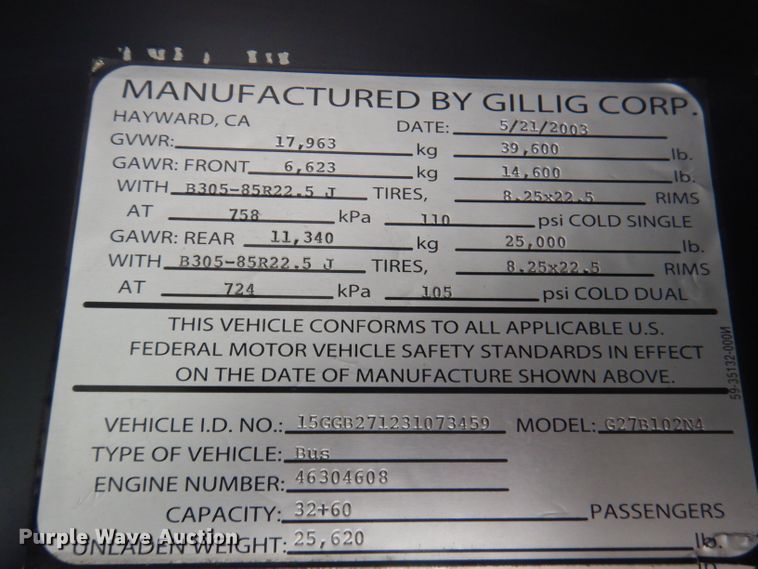 MANUFACTURED BY GILLIG CORP.
HAYWARD, CA DATE: 5/21/2003
GVWR: 17,963 kg 39,600 lb.
GAWR: FRONT 6,623 kg 14,600 lb.
WITH B305-85R22.5 J TIRES, 8.25x22.5 RIMS
AT 758 kPa 110 psi COLD SINGLE
GAWR: REAR 11,340 kg 25,000 lb.
WITH B305-85R22.5 J TIRES, 8.25x22.5 RIMS
AT 724 kPa 105 psi COLD DUAL
THIS VEHICLE CONFORMS TO ALL APPLICABLE U.S.
FEDERAL MOTOR VEHICLE SAFETY STANDARDS IN EFFECT
ON THE DATE OF MANUFACTURE SHOWN ABOVE.
59-35132-000N
VEHICLE I.D. NO.: 15GGB271231073459 MODEL: G27B102N4
TYPE OF VEHICLE: Bus
ENGINE NUMBER: 46304608
CAPACITY: 32+60 PASSENGERS
UNLADEN WEIGHT: 25,620 lb.
Purple Wave Auction